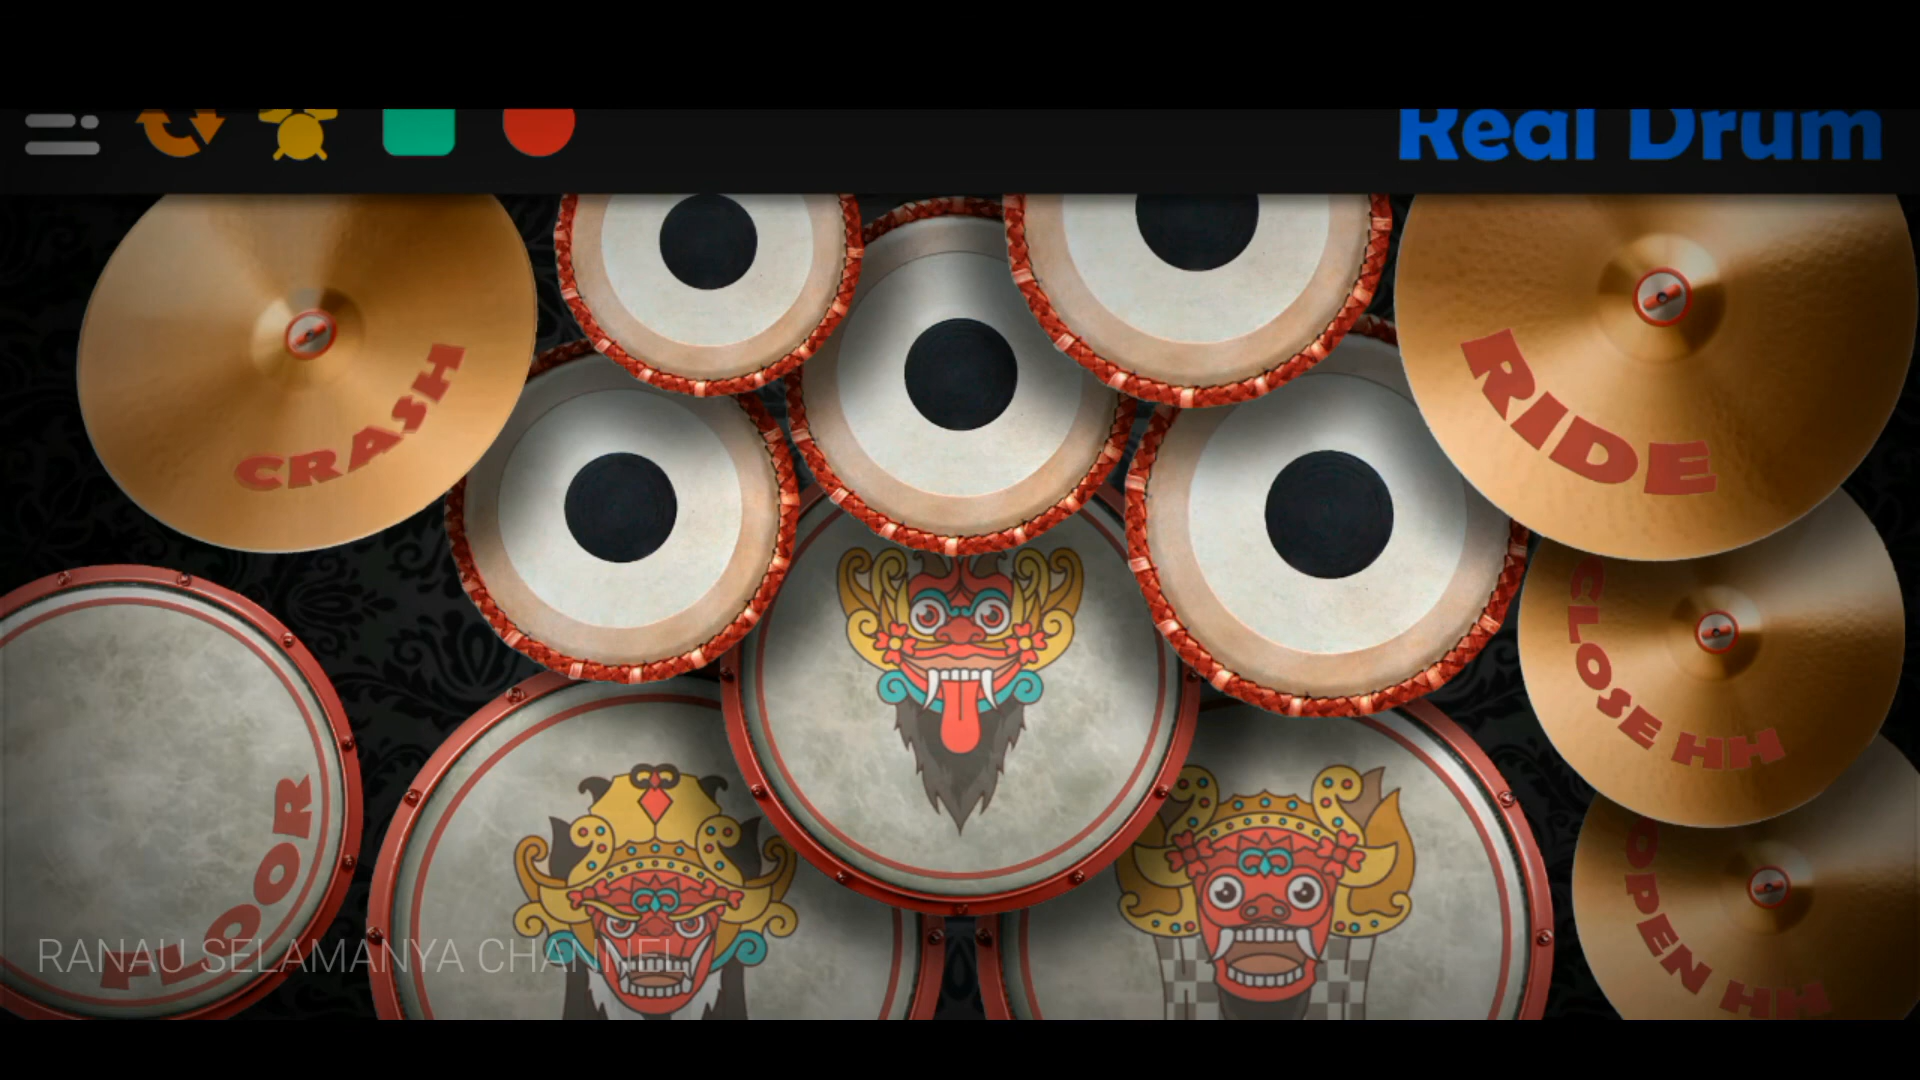 Real Drum
CRASH
RIDE
CLOSE HH
FLOOR
OPEN HH
RANAU SELAMANYA CHANNEL